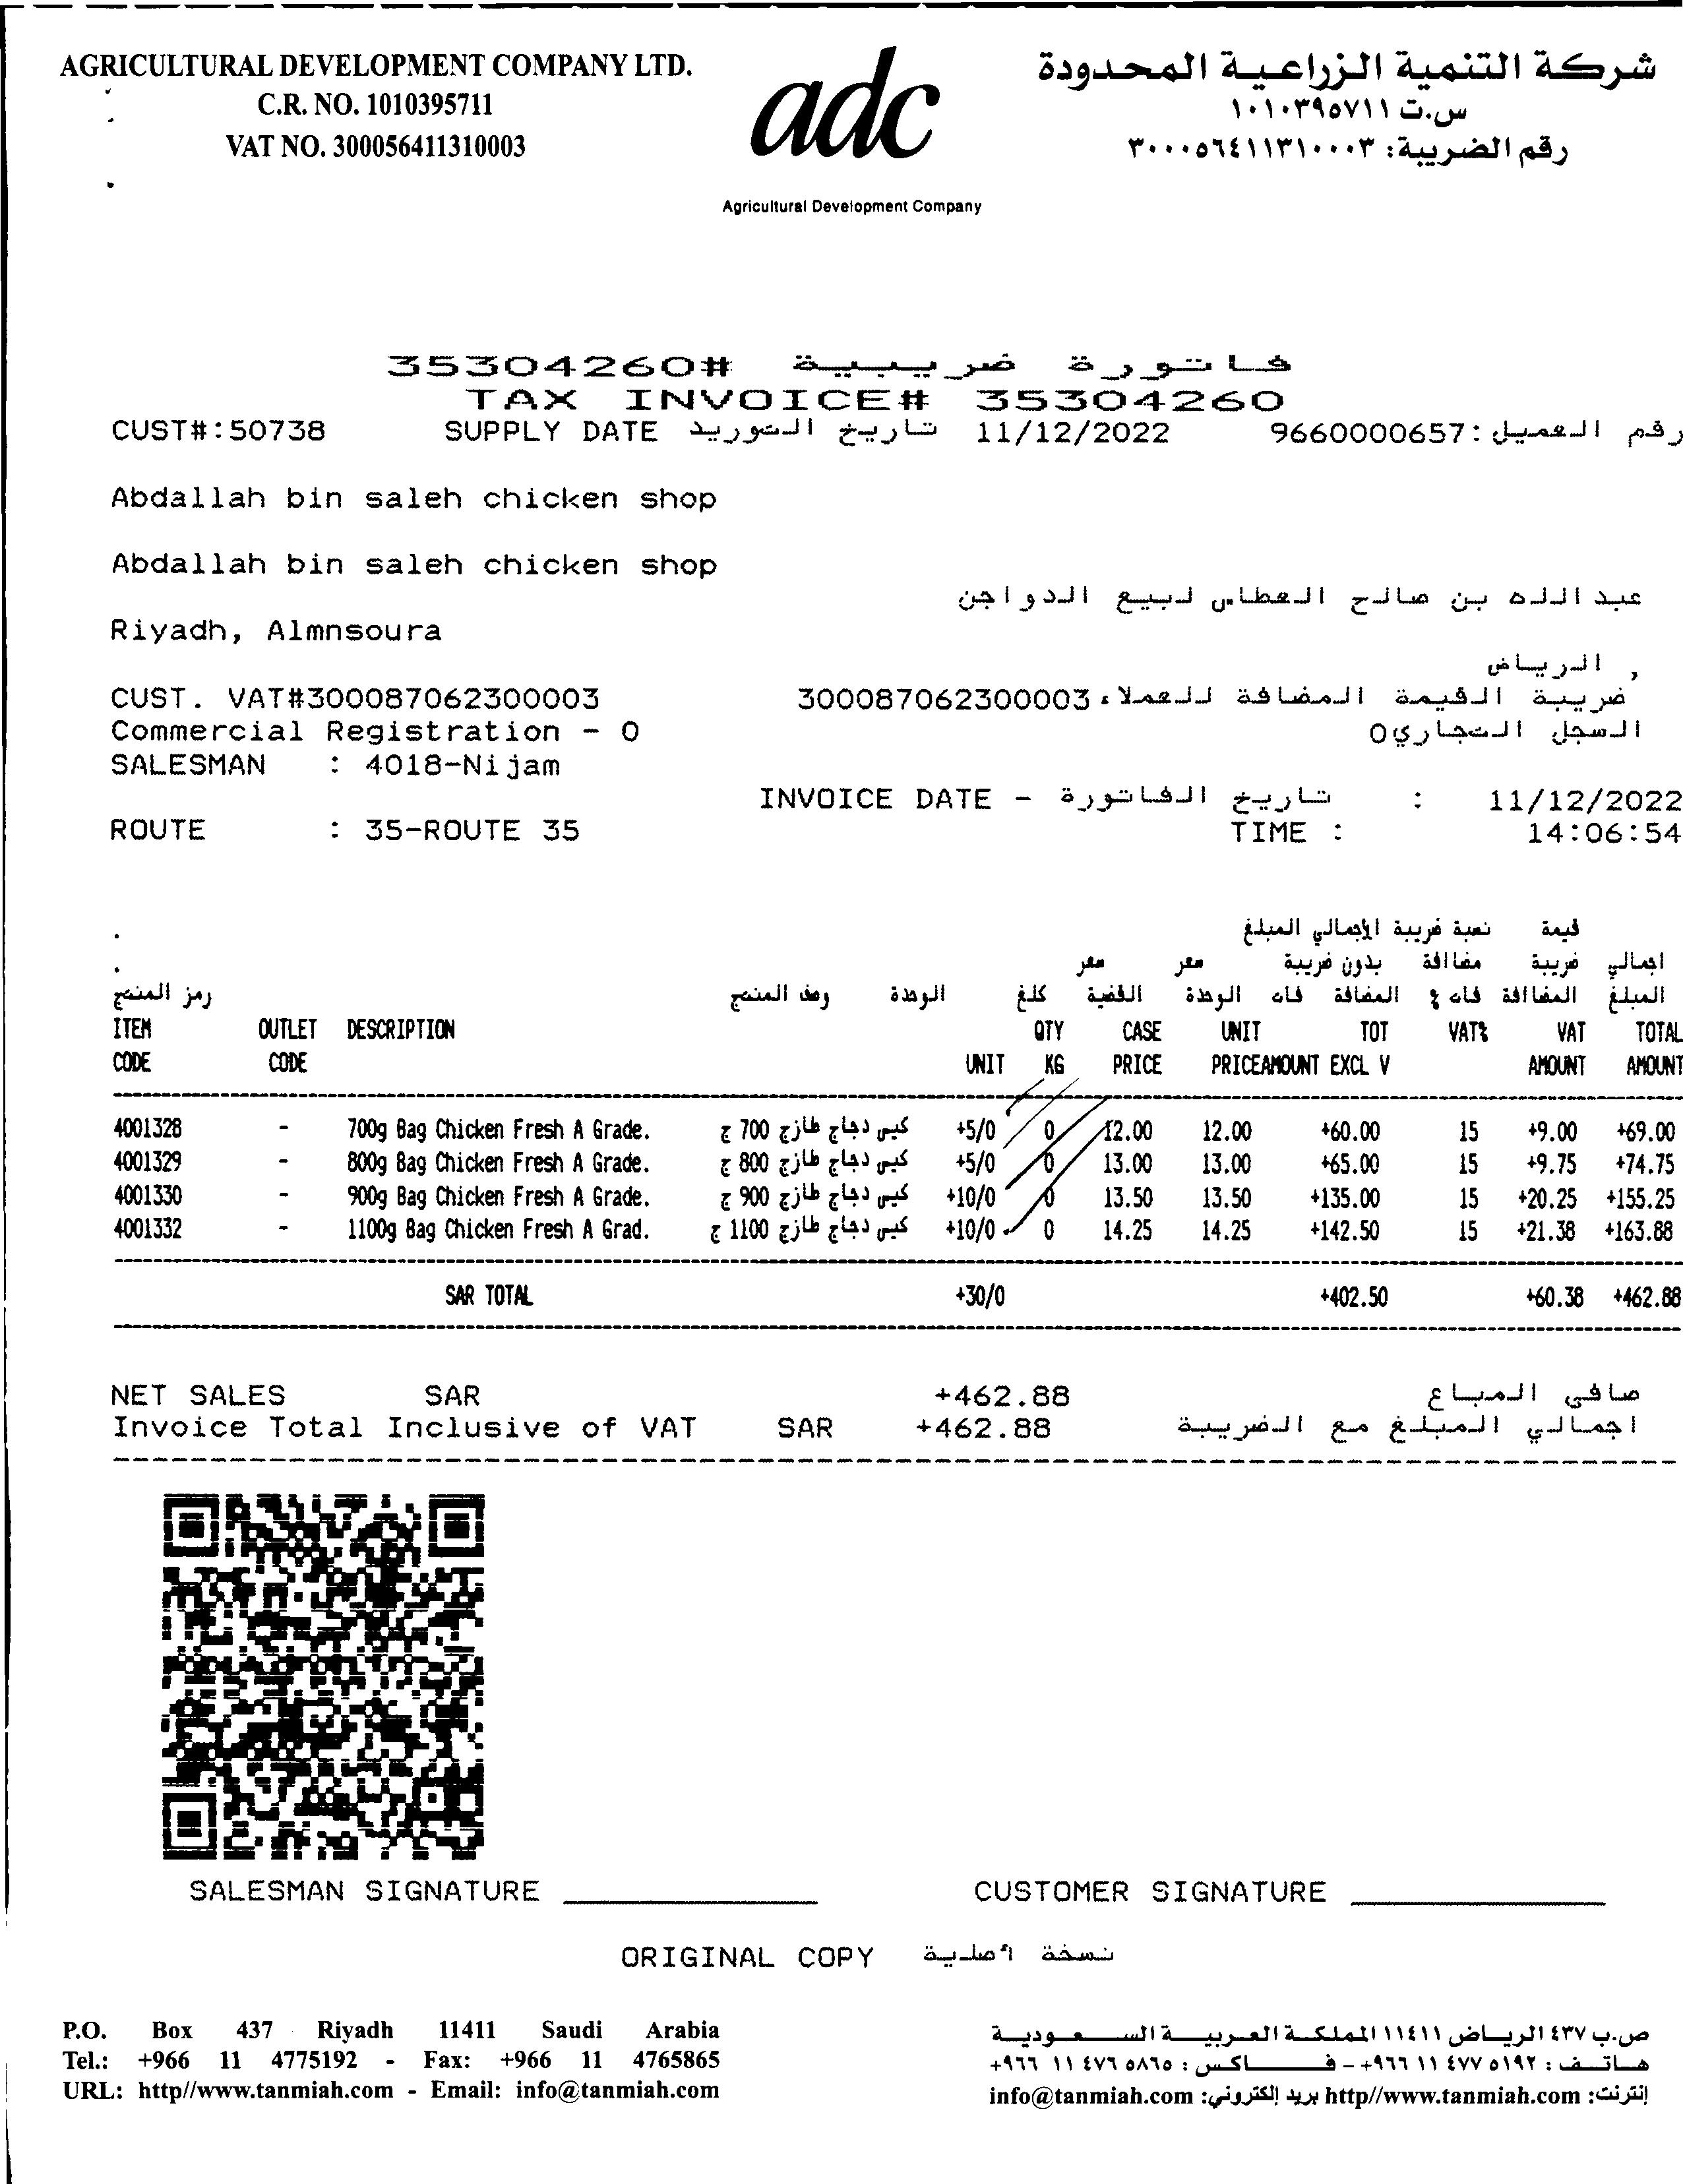 AGRICULTURAL DEVELOPMENT COMPANY LTD.
C.R. NO. 1010395711
VAT NO. 300056411310003
adc
Agricultural Development Company
شركة التنمية الزراعية المحدودة
س.ت ١٠١٠٣٩٥٧١١
رقم الضريبة: ٣٠٠٠٥٦٤١١٣١٠٠٠٣
فاتورة ضريبية #35304260
TAX INVOICE# 35304260
CUST#:50738 SUPPLY DATE تاريخ التوريد 11/12/2022 رقم العميل:9660000657
Abdallah bin saleh chicken shop
Abdallah bin saleh chicken shop
عبدالله بن صالح العطاس لبيع الدواجن
Riyadh, Almnsoura
, الرياض
CUST. VAT#300087062300003 ضريبة القيمة المضافة للعملاء 300087062300003
Commercial Registration - 0 السجل التجاري0
SALESMAN : 4018-Nijam
INVOICE DATE - تاريخ الفاتورة : 11/12/2022
ROUTE : 35-ROUTE 35 TIME : 14:06:54
قيمة نسبة ضريبة الإجمالي المبلغ
اجمالي ضريبة مضاافة بدون ضريبة سعر سعر
المبلغ المضاافة فات % المضافة فات الوحدة القضية كلغ الوحدة وصف المنتج رمز المنتج
ITEM OUTLET DESCRIPTION QTY CASE UNIT TOT VAT% VAT TOTAL
CODE CODE UNIT KG PRICE PRICEAMOUNT EXCL V AMOUNT AMOUNT
4001328 - 700g Bag Chicken Fresh A Grade. كيس دجاج طازج 700 ج +5/0 0 12.00 12.00 +60.00 15 +9.00 +69.00
4001329 - 800g Bag Chicken Fresh A Grade. كيس دجاج طازج 800 ج +5/0 0 13.00 13.00 +65.00 15 +9.75 +74.75
4001330 - 900g Bag Chicken Fresh A Grade. كيس دجاج طازج 900 ج +10/0 0 13.50 13.50 +135.00 15 +20.25 +155.25
4001332 - 1100g Bag Chicken Fresh A Grad. كيس دجاج طازج 1100 ج +10/0 0 14.25 14.25 +142.50 15 +21.38 +163.88
SAR TOTAL +30/0 +402.50 +60.38 +462.88
NET SALES SAR +462.88 صافي المباع
Invoice Total Inclusive of VAT SAR +462.88 اجمالي المبلغ مع الضريبة
SALESMAN SIGNATURE CUSTOMER SIGNATURE
ORIGINAL COPY نسخة اصلية
P.O. Box 437 Riyadh 11411 Saudi Arabia
Tel.: +966 11 4775192 - Fax: +966 11 4765865
URL: http//www.tanmiah.com - Email: info@tanmiah.com
ص.ب ٤٣٧ الرياض ١١٤١١ المملكة العربية السعودية
هاتف : ٥١٩٢ ٤٧٧ ١١ ٩٦٦+ – فاكس : ٥٨٦٥ ٤٧٦ ١١ ٩٦٦+
إنترنت: http//www.tanmiah.com بريد إلكتروني: info@tanmiah.com